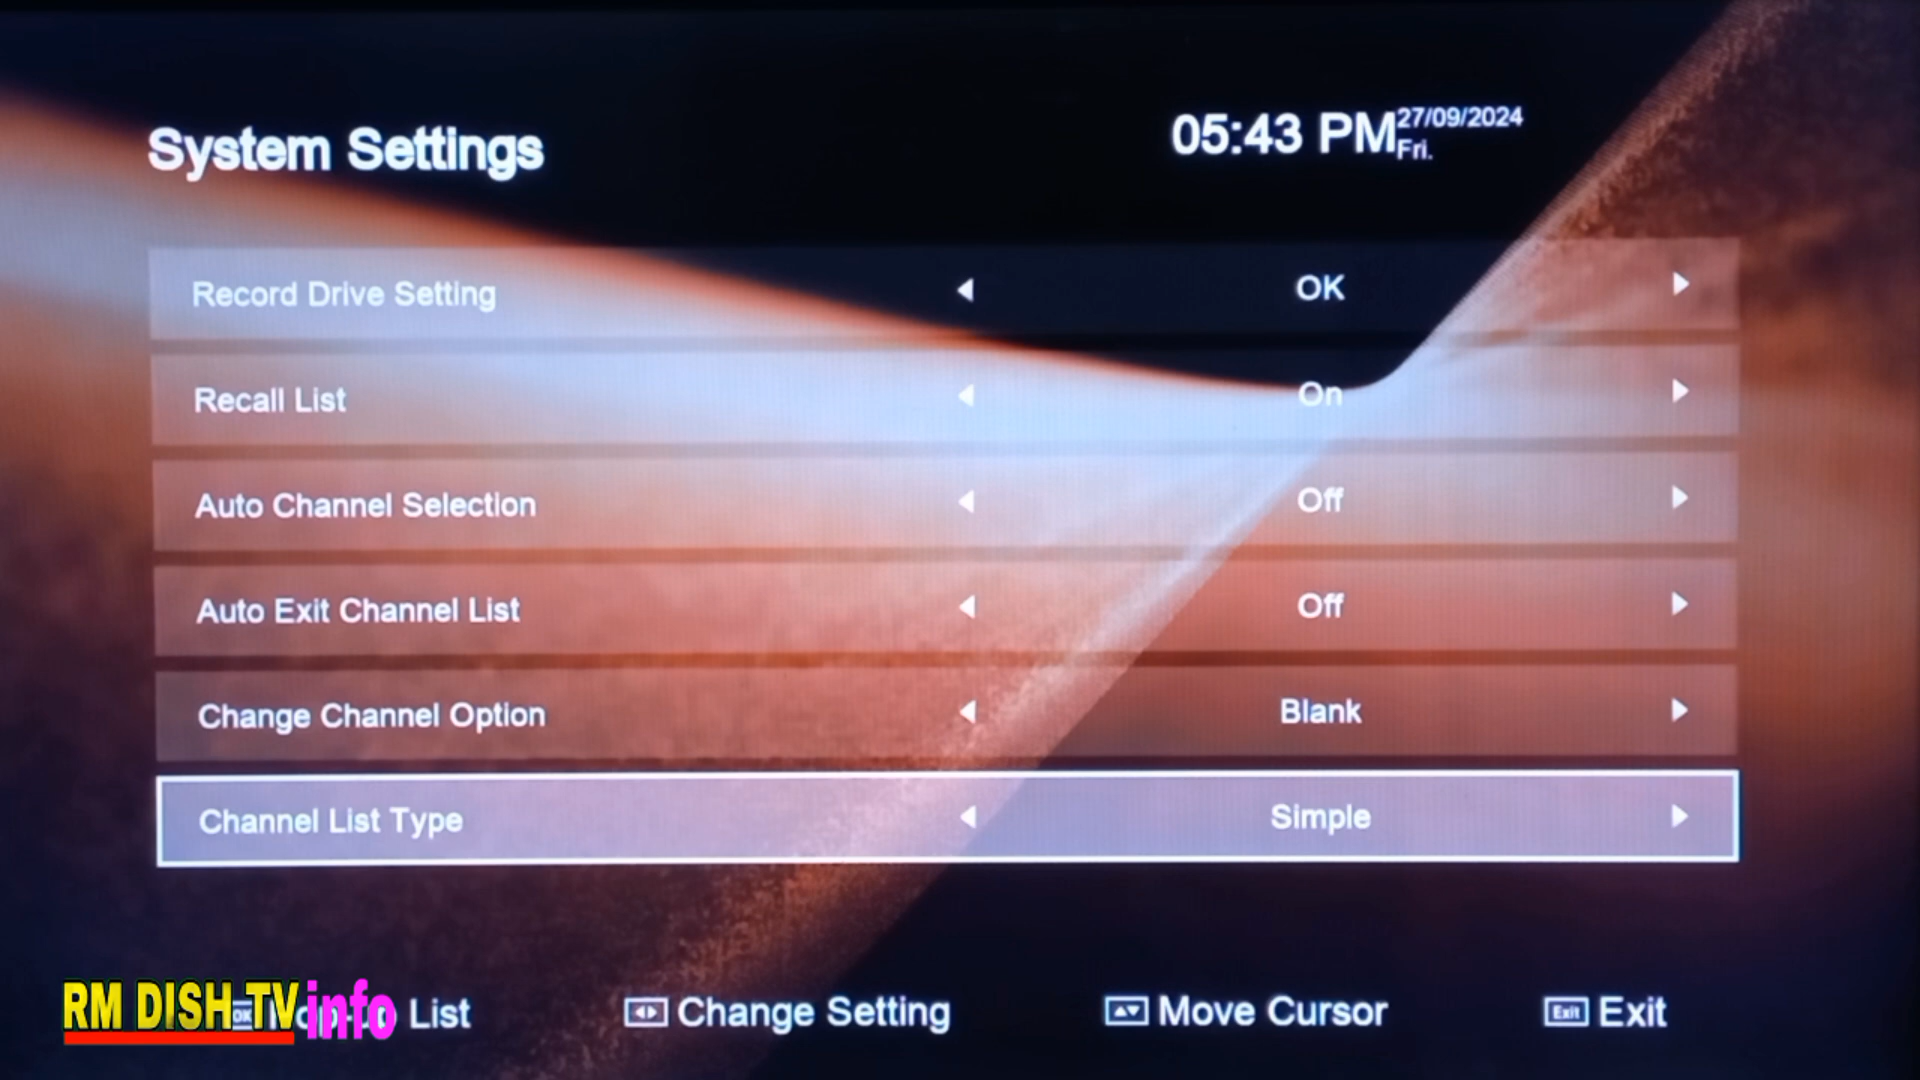 System Settings
05:43 PM
27/09/2024
Fri.
Record Drive Setting OK
Recall List On
Auto Channel Selection Off
Auto Exit Channel List Off
Change Channel Option Blank
Channel List Type Simple
RM DISH TV info
List
Change Setting
Move Cursor
Exit Exit